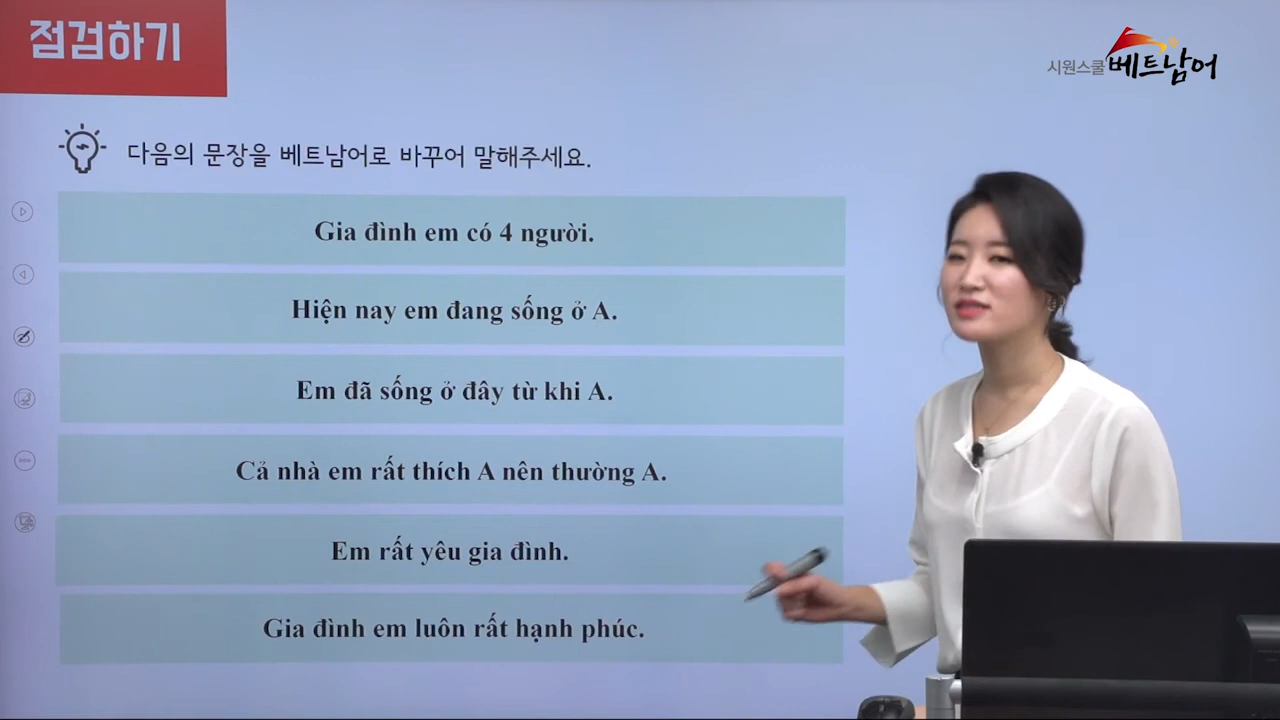 점검하기
시원스쿨 베트남어
다음의 문장을 베트남어로 바꾸어 말해주세요.
Gia đình em có 4 người.
Hiện nay em đang sống ở A.
Em đã sống ở đây từ khi A.
Cả nhà em rất thích A nên thường A.
Em rất yêu gia đình.
Gia đình em luôn rất hạnh phúc.